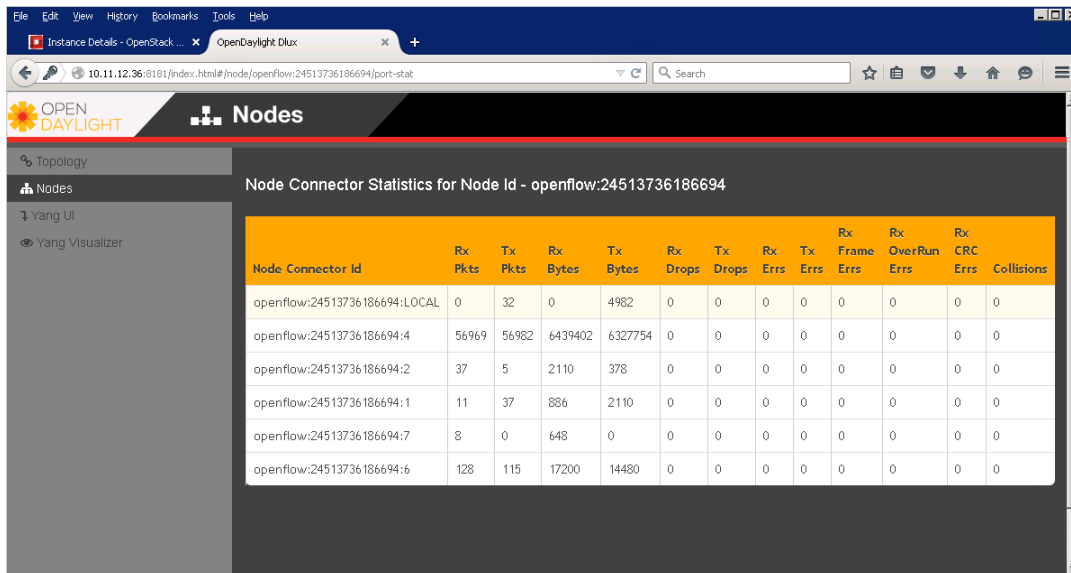 File Edit View History Bookmarks Tools Help
Instance Details - OpenStack ... × OpenDaylight Dlux × +
10.11.12.36:8181/index.html#/node/openflow:24513736186694/port-stat Search
OPEN DAYLIGHT Nodes
Topology
Nodes
Yang UI
Yang Visualizer
Node Connector Statistics for Node Id - openflow:24513736186694
Node Connector Id Rx Pkts Tx Pkts Rx Bytes Tx Bytes Rx Drops Tx Drops Rx Errs Tx Errs Rx Frame Errs Rx OverRun Errs Rx CRC Errs Collisions
openflow:24513736186694:LOCAL 0 32 0 4982 0 0 0 0 0 0 0 0
openflow:24513736186694:4 56969 56982 6439402 6327754 0 0 0 0 0 0 0 0
openflow:24513736186694:2 37 5 2110 378 0 0 0 0 0 0 0 0
openflow:24513736186694:1 11 37 886 2110 0 0 0 0 0 0 0 0
openflow:24513736186694:7 8 0 648 0 0 0 0 0 0 0 0 0
openflow:24513736186694:6 128 115 17200 14480 0 0 0 0 0 0 0 0